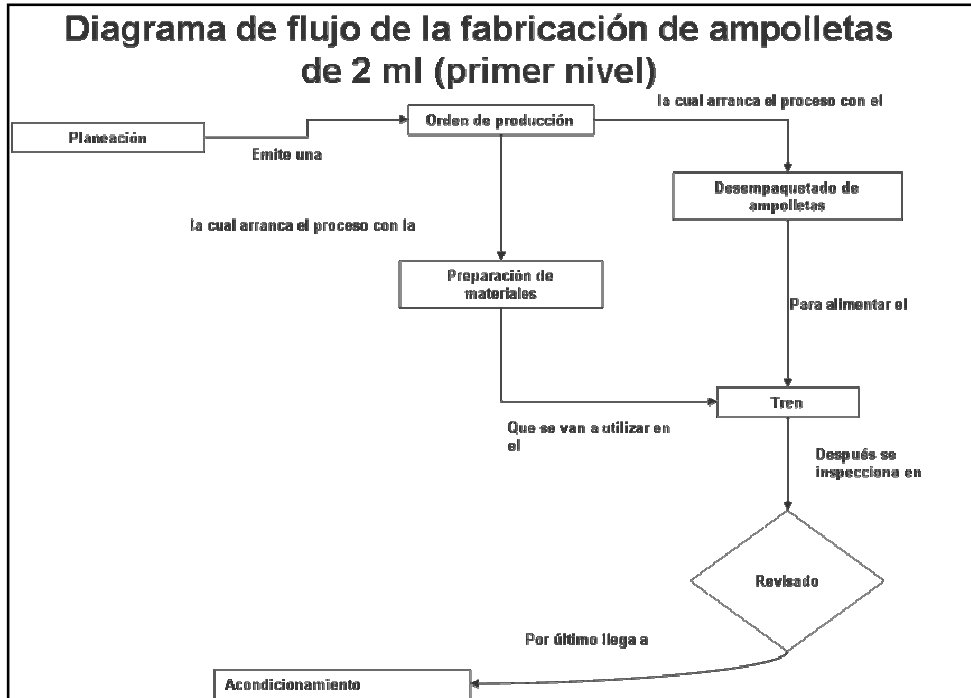 Diagrama de flujo de la fabricación de ampolletas
de 2 ml (primer nivel)
la cual arranca el proceso con el
Orden de producción
Planeación
Emite una
Desempaquetado de
ampolletas
la cual arranca el proceso con la
Preparación de
materiales
Para alimentar el
Tren
Que se van a utilizar en
el
Después se
inspecciona en
Revisado
Por último llega a
Acondicionamiento